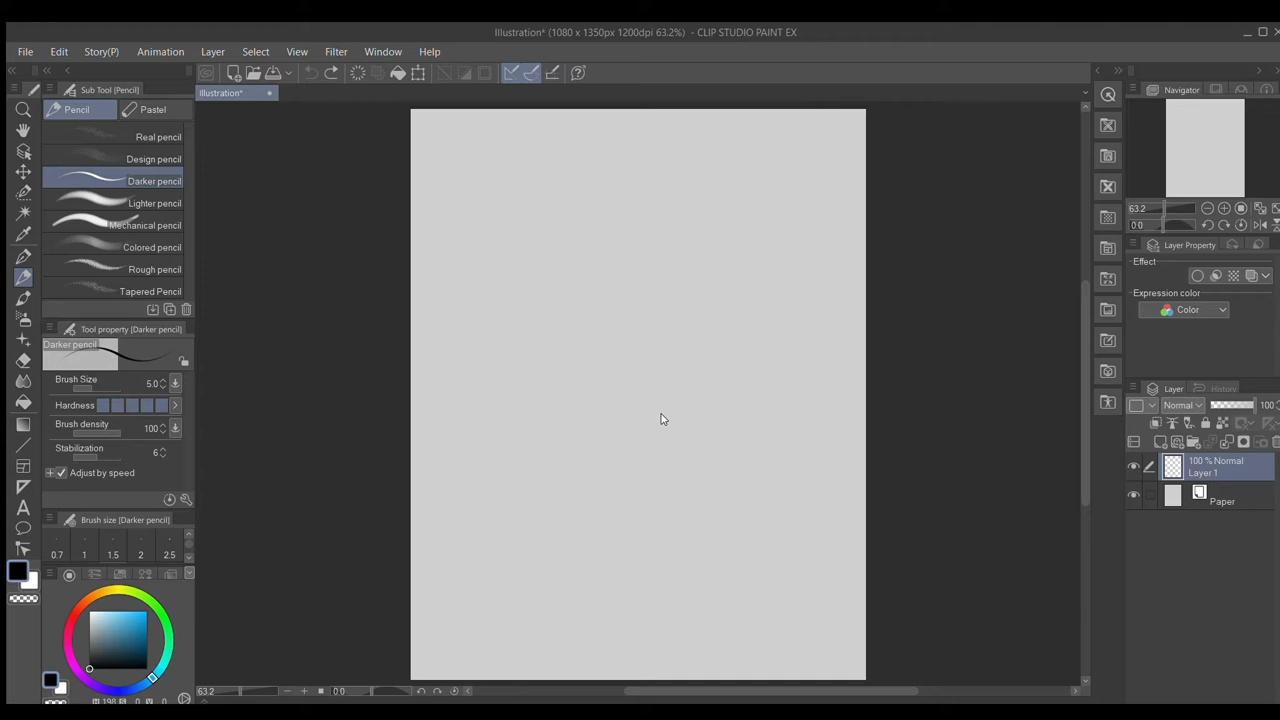 Illustration* (1080 x 1350px 1200dpi 63.2%) - CLIP STUDIO PAINT EX
File Edit Story(P) Animation Layer Select View Filter Window Help
Sub Tool [Pencil]
Illustration*
Navigator
Pencil Pastel
Real pencil
Design pencil
Darker pencil
Lighter pencil
Mechanical pencil
Colored pencil
Rough pencil
Tapered Pencil
63.2
0.0
Layer Property
Effect
Expression color
Color
Tool property [Darker pencil]
Darker pencil
Brush Size 5.0
Hardness
Brush density 100
Stabilization 6
Adjust by speed
Layer History
Normal 100
100 % Normal
Layer 1
Paper
Brush size [Darker pencil]
0.7 1 1.5 2 2.5
63.2 0.0
H 198 S 0 V 0